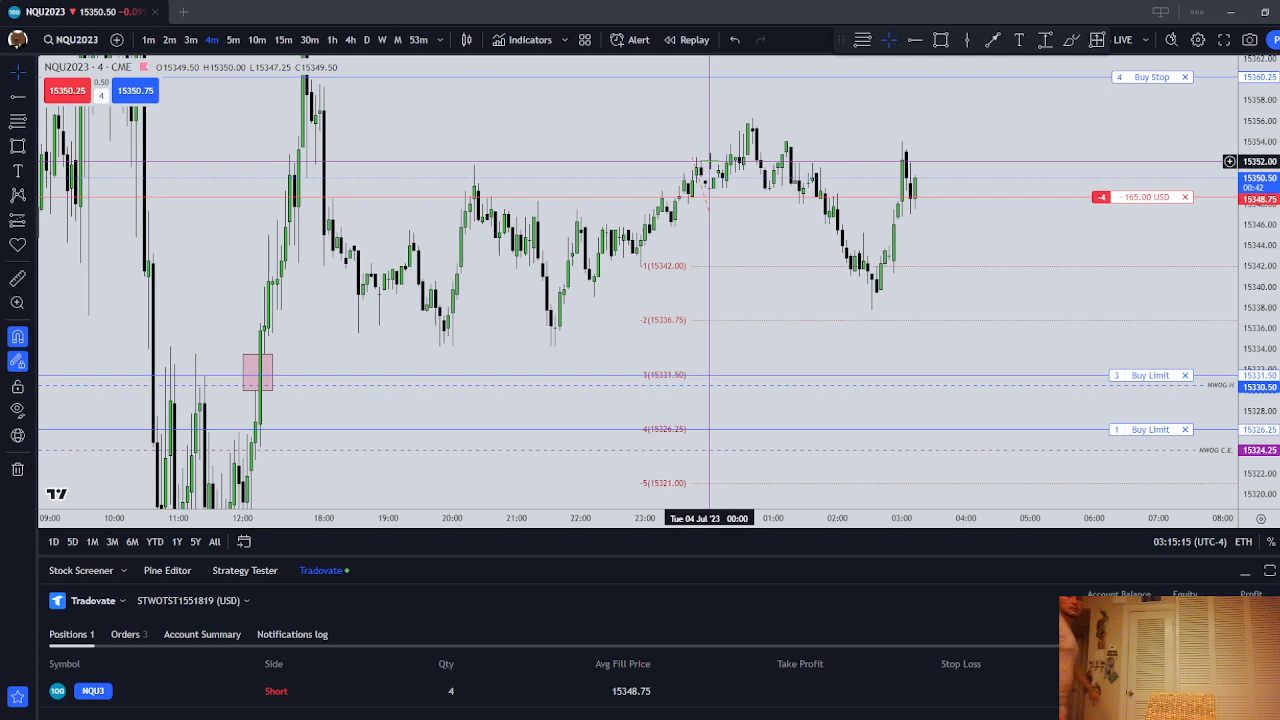 NQU2023 ▼ 15350.50 −0.09
NQU2023 1m 2m 3m 4m 5m 10m 15m 30m 1h 4h D W M 53m Indicators Alert Replay LIVE P
NQU2023 · 4 · CME O15349.50 H15350.00 L15347.25 C15349.50
15350.25 0.50 4 15350.75
15362.00
4 Buy Stop 15360.25
15358.00
15356.00
15354.00
15352.00
15350.50
00:42
-4 −165.00 USD 15348.75
15346.00
15344.00
-1(15342.00) 15342.00
15340.00
15338.00
-2(15336.75) 15336.00
15334.00
3(15331.50) 3 Buy Limit 15331.50
NWOG H 15330.50
15328.00
4(15326.25) 1 Buy Limit 15326.25
NWOG C.E. 15324.25
15322.00
-5(15321.00)
15320.00
09:00 10:00 11:00 12:00 18:00 19:00 20:00 21:00 22:00 23:00 Tue 04 Jul '23 00:00 01:00 02:00 03:00 04:00 05:00 06:00 07:00 08:00
1D 5D 1M 3M 6M YTD 1Y 5Y All 03:15:15 (UTC-4) ETH %
Stock Screener Pine Editor Strategy Tester Tradovate
Account Balance Equity Profit
Tradovate STWOTST1551819 (USD)
Positions 1 Orders 3 Account Summary Notifications log
Symbol Side Qty Avg Fill Price Take Profit Stop Loss
100 NQU3 Short 4 15348.75